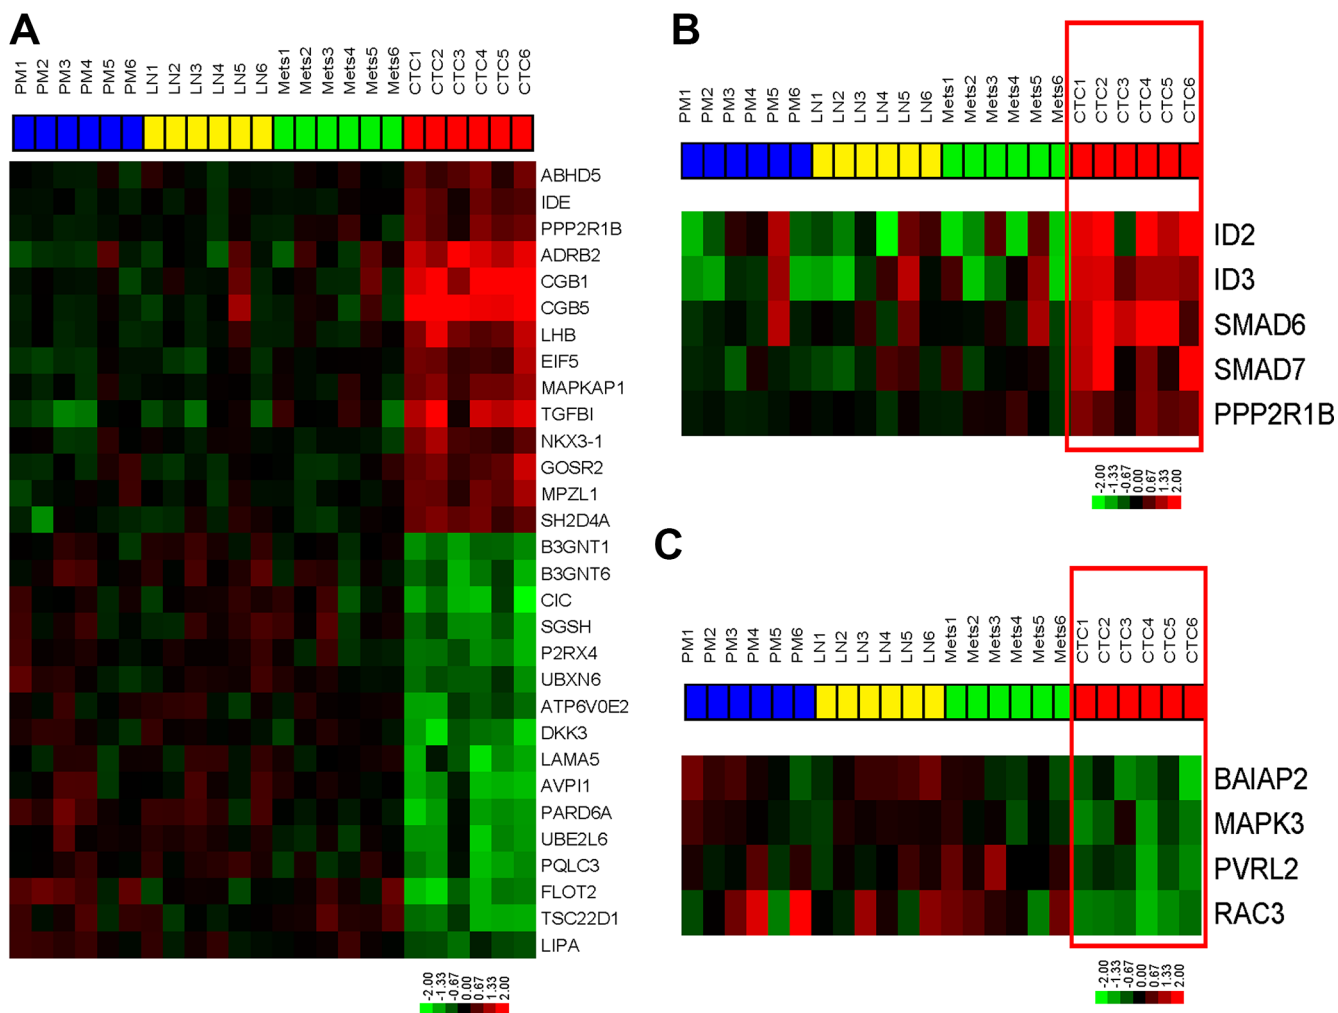 A
PM1 PM2 PM3 PM4 PM5 PM6 LN1 LN2 LN3 LN4 LN5 LN6 Mets1 Mets2 Mets3 Mets4 Mets5 Mets6 CTC1 CTC2 CTC3 CTC4 CTC5 CTC6
ABHD5
IDE
PPP2R1B
ADRB2
CGB1
CGB5
LHB
EIF5
MAPKAP1
TGFBI
NKX3-1
GOSR2
MPZL1
SH2D4A
B3GNT1
B3GNT6
CIC
SGSH
P2RX4
UBXN6
ATP6V0E2
DKK3
LAMA5
AVPI1
PARD6A
UBE2L6
PQLC3
FLOT2
TSC22D1
LIPA
-2.00 -1.33 -0.67 0.00 0.67 1.33 2.00
B
PM1 PM2 PM3 PM4 PM5 PM6 LN1 LN2 LN3 LN4 LN5 LN6 Mets1 Mets2 Mets3 Mets4 Mets5 Mets6 CTC1 CTC2 CTC3 CTC4 CTC5 CTC6
ID2
ID3
SMAD6
SMAD7
PPP2R1B
-2.00 -1.33 -0.67 0.00 0.67 1.33 2.00
C
PM1 PM2 PM3 PM4 PM5 PM6 LN1 LN2 LN3 LN4 LN5 LN6 Mets1 Mets2 Mets3 Mets4 Mets5 Mets6 CTC1 CTC2 CTC3 CTC4 CTC5 CTC6
BAIAP2
MAPK3
PVRL2
RAC3
-2.00 -1.33 -0.67 0.00 0.67 1.33 2.00